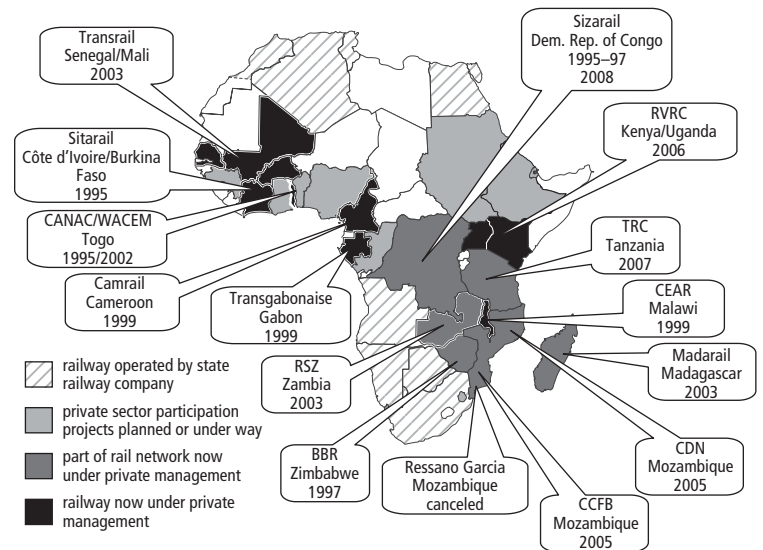 Transrail
Senegal/Mali
2003
Sizarail
Dem. Rep. of Congo
1995–97
2008
RVRC
Kenya/Uganda
2006
Sitarail
Côte d’Ivoire/Burkina
Faso
1995
CANAC/WACEM
Togo
1995/2002
TRC
Tanzania
2007
Camrail
Cameroon
1999
Transgabonaise
Gabon
1999
CEAR
Malawi
1999
Madarail
Madagascar
2003
RSZ
Zambia
2003
BBR
Zimbabwe
1997
Ressano Garcia
Mozambique
canceled
CCFB
Mozambique
2005
CDN
Mozambique
2005
railway operated by state
railway company
private sector participation
projects planned or under way
part of rail network now
under private management
railway now under private
management